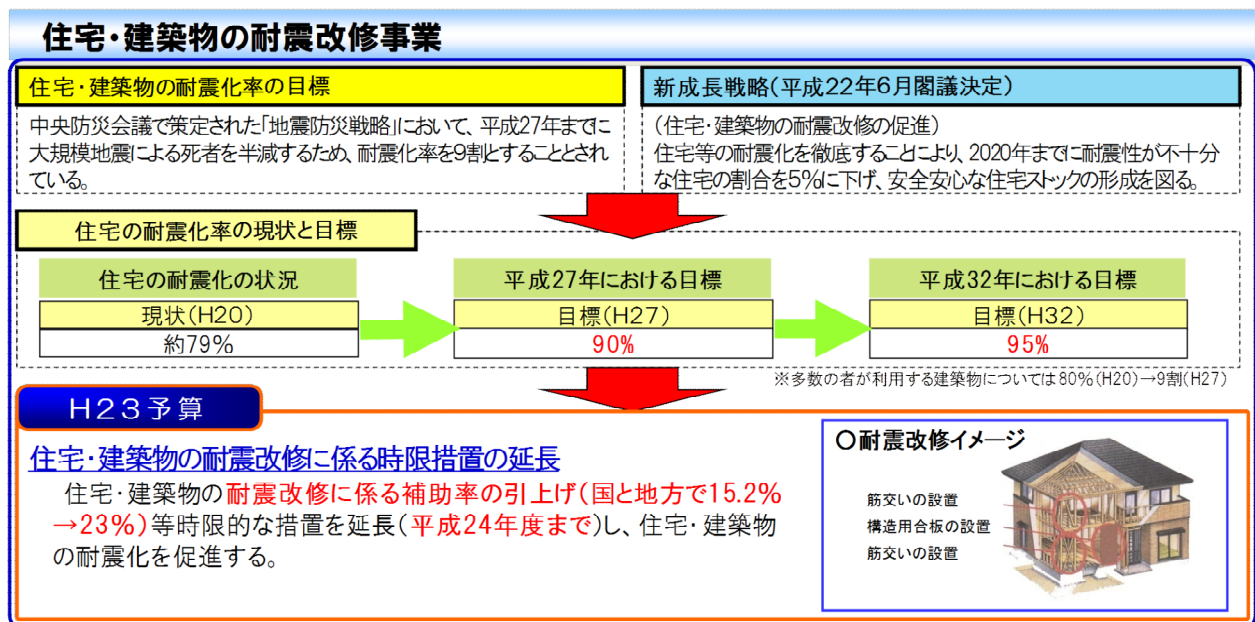 住宅・建築物の耐震改修事業
住宅・建築物の耐震化率の目標
中央防災会議で策定された「地震防災戦略」において、平成27年までに
大規模地震による死者を半減するため、耐震化率を9割とすることとされ
ている。
新成長戦略(平成22年6月閣議決定)
(住宅・建築物の耐震改修の促進)
住宅等の耐震化を徹底することにより、2020年までに耐震性が不十分
な住宅の割合を5%に下げ、安全安心な住宅ストックの形成を図る。
住宅の耐震化率の現状と目標
住宅の耐震化の状況
現状(H20)
約79%
平成27年における目標
目標(H27)
90%
平成32年における目標
目標(H32)
95%
※多数の者が利用する建築物については80%(H20)→9割(H27)
H23予算
住宅・建築物の耐震改修に係る時限措置の延長
住宅・建築物の耐震改修に係る補助率の引上げ(国と地方で15.2%
→23%)等時限的な措置を延長(平成24年度まで)し、住宅・建築物
の耐震化を促進する。
○耐震改修イメージ
筋交いの設置
構造用合板の設置
筋交いの設置